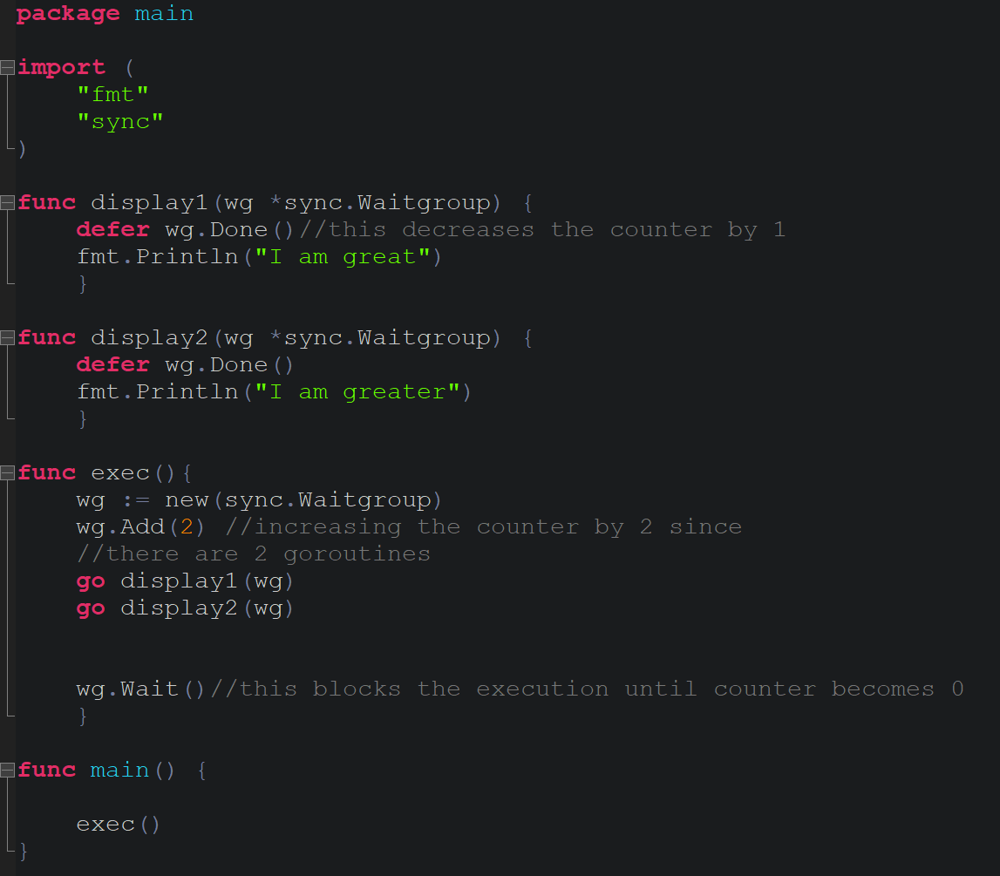 package main
import (
"fmt"
"sync"
)
func display1(wg *sync.Waitgroup) {
defer wg.Done()//this decreases the counter by 1
fmt.Println("I am great")
}
func display2(wg *sync.Waitgroup) {
defer wg.Done()
fmt.Println("I am greater")
}
func exec(){
wg := new(sync.Waitgroup)
wg.Add(2) //increasing the counter by 2 since
//there are 2 goroutines
go display1(wg)
go display2(wg)
wg.Wait()//this blocks the execution until counter becomes 0
}
func main() {
exec()
}